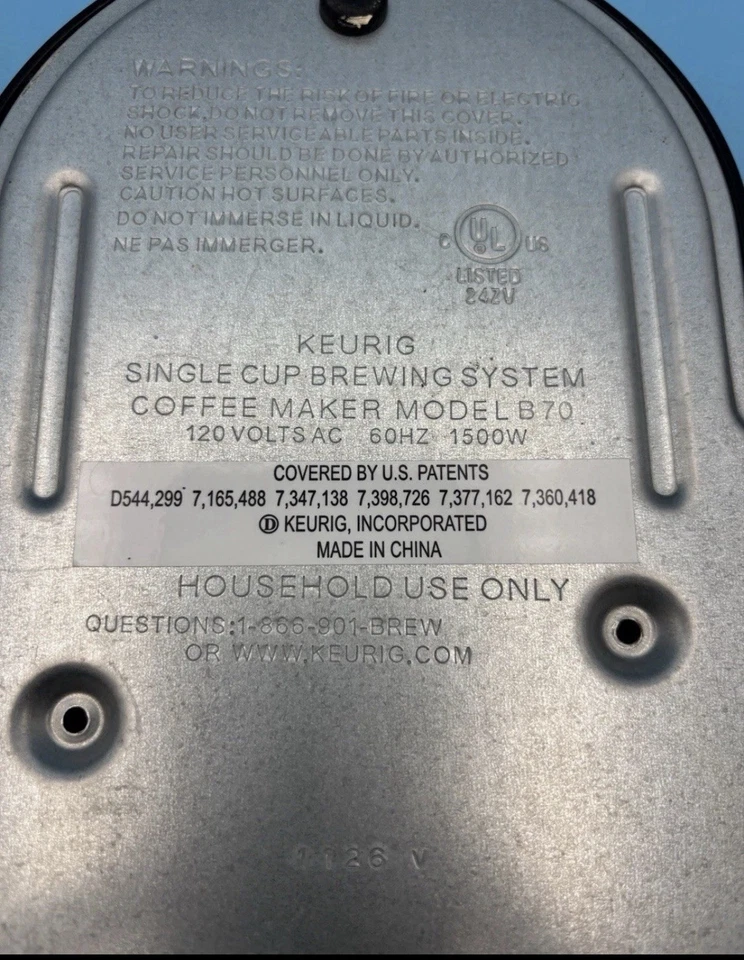 WARNINGS:
TO REDUCE THE RISK OF FIRE OR ELECTRIC
SHOCK, DO NOT REMOVE THIS COVER.
NO USER SERVICEABLE PARTS INSIDE.
REPAIR SHOULD BE DONE BY AUTHORIZED
SERVICE PERSONNEL ONLY.
CAUTION HOT SURFACES.
DO NOT IMMERSE IN LIQUID.
NE PAS IMMERGER.
C UL US
LISTED
24ZV
KEURIG
SINGLE CUP BREWING SYSTEM
COFFEE MAKER MODEL B70
120 VOLTS AC 60HZ 1500W
COVERED BY U.S. PATENTS
D544,299 7,165,488 7,347,138 7,398,726 7,377,162 7,360,418
Ⓓ KEURIG, INCORPORATED
MADE IN CHINA
HOUSEHOLD USE ONLY
QUESTIONS:1-866-901-BREW
OR WWW.KEURIG.COM